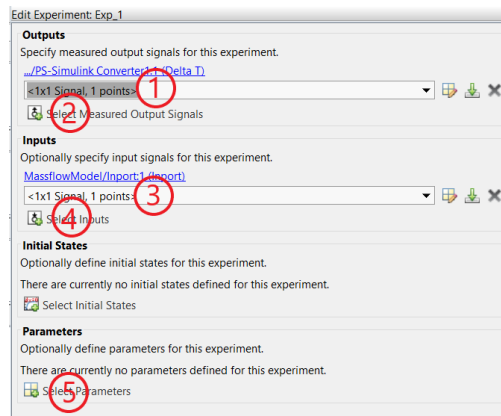 Edit Experiment: Exp_1
Outputs
Specify measured output signals for this experiment.
.../PS-Simulink Converter1:1 (Delta T)
<1x1 Signal, 1 points>
1
Select Measured Output Signals
2
Inputs
Optionally specify input signals for this experiment.
MassflowModel/Inport:1 (Inport)
<1x1 Signal, 1 points>
3
Select Inputs
4
Initial States
Optionally define initial states for this experiment.
There are currently no initial states defined for this experiment.
Select Initial States
Parameters
Optionally define parameters for this experiment.
There are currently no parameters defined for this experiment.
Select Parameters
5